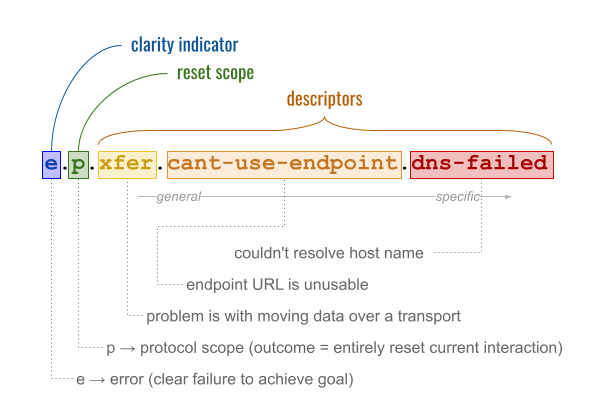 clarity indicator
reset scope
descriptors
e.p.xfer.cant-use-endpoint.dns-failed
general
specific
couldn't resolve host name
endpoint URL is unusable
problem is with moving data over a transport
p → protocol scope (outcome = entirely reset current interaction)
e → error (clear failure to achieve goal)